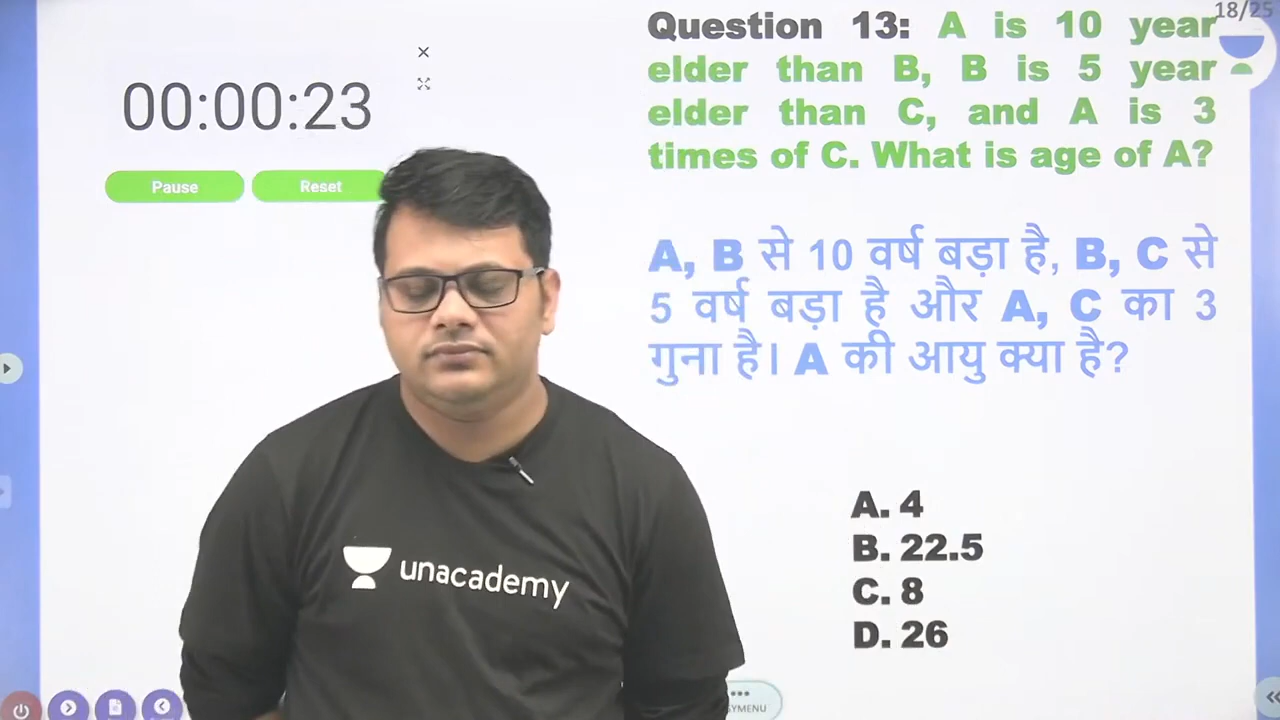 18/25
Question 13: A is 10 year
elder than B, B is 5 year
elder than C, and A is 3
times of C. What is age of A?
00:00:23
Pause
Reset
A, B से 10 वर्ष बड़ा है, B, C से
5 वर्ष बड़ा है और A, C का 3
गुना है। A की आयु क्या है?
A. 4
B. 22.5
C. 8
D. 26
unacademy